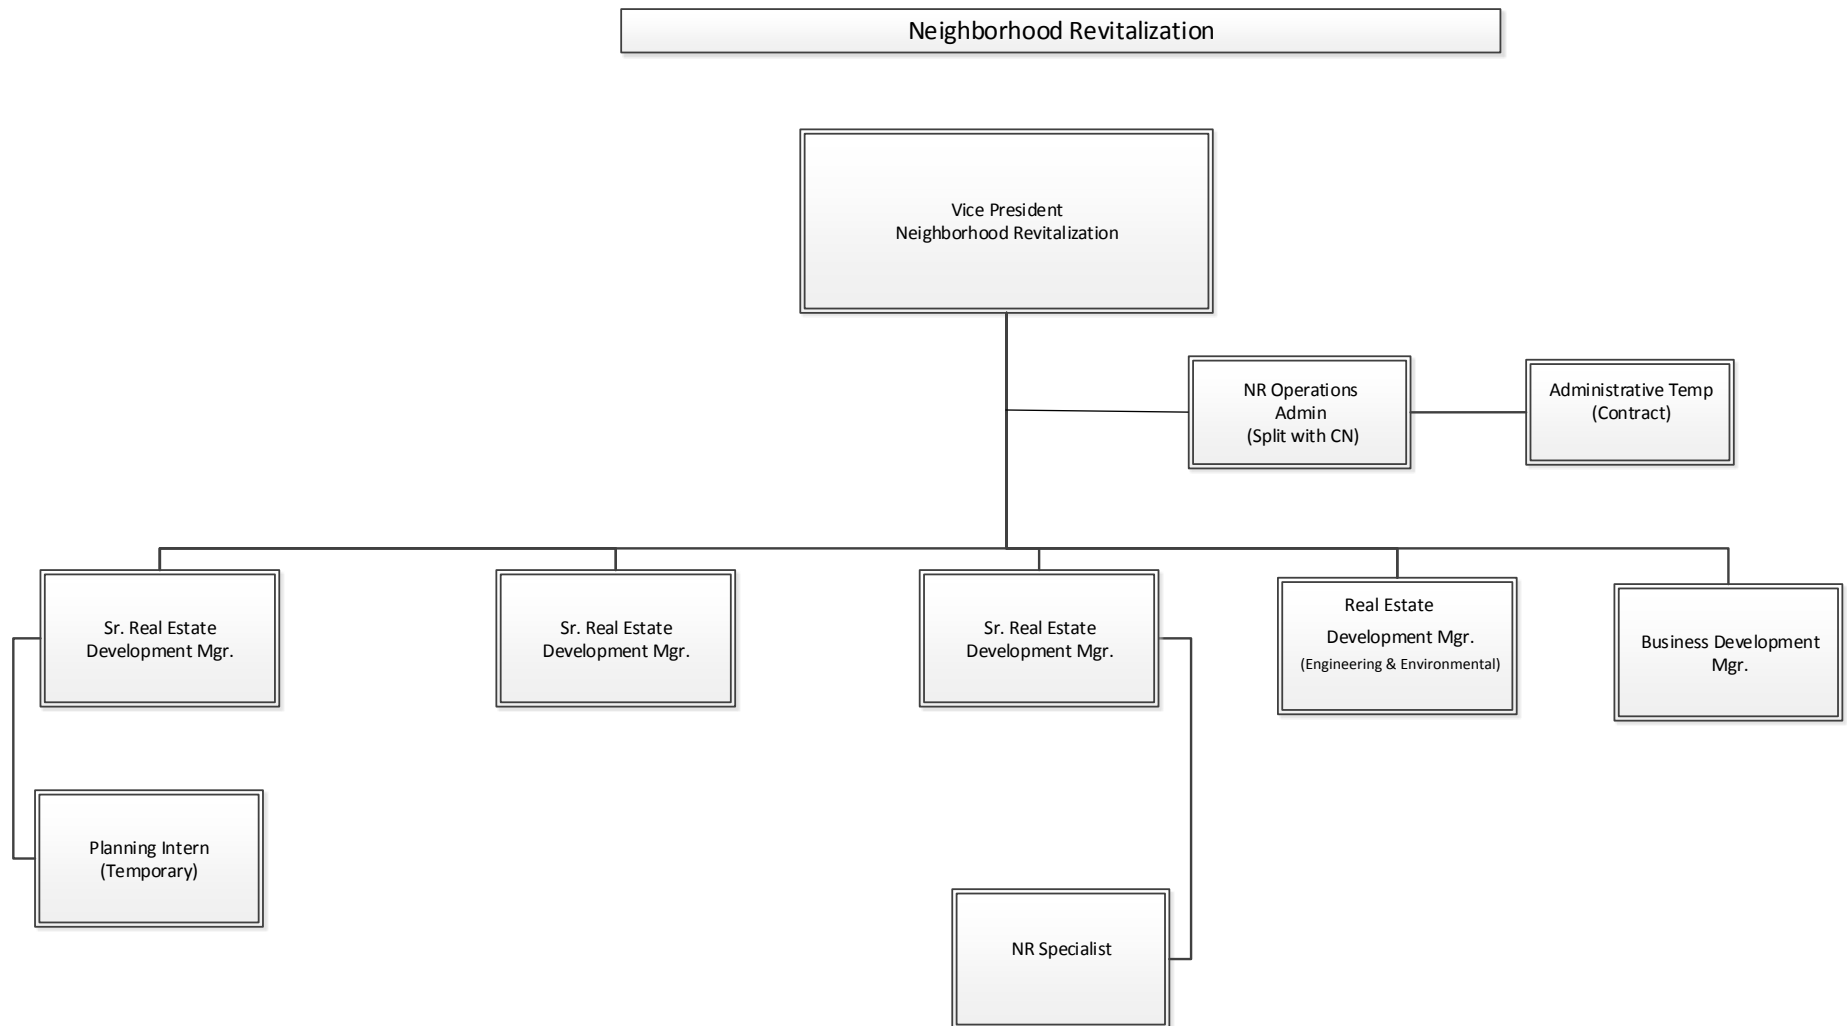 Neighborhood Revitalization
Vice President
Neighborhood Revitalization
NR Operations
Admin
(Split with CN)
Administrative Temp
(Contract)
Sr. Real Estate
Development Mgr.
Sr. Real Estate
Development Mgr.
Sr. Real Estate
Development Mgr.
Real Estate
Development Mgr.
(Engineering & Environmental)
Business Development
Mgr.
Planning Intern
(Temporary)
NR Specialist